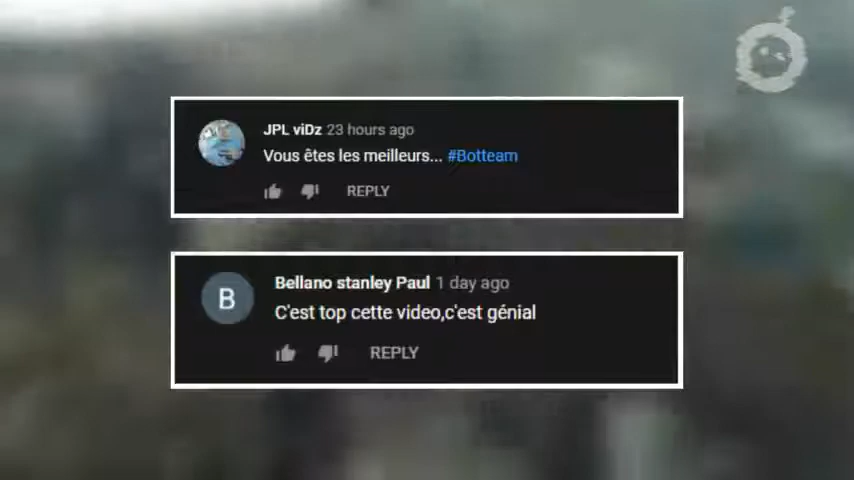 JPL viDz 23 hours ago
Vous êtes les meilleurs... #Botteam
REPLY
B
Bellano stanley Paul 1 day ago
C'est top cette video,c'est génial
REPLY